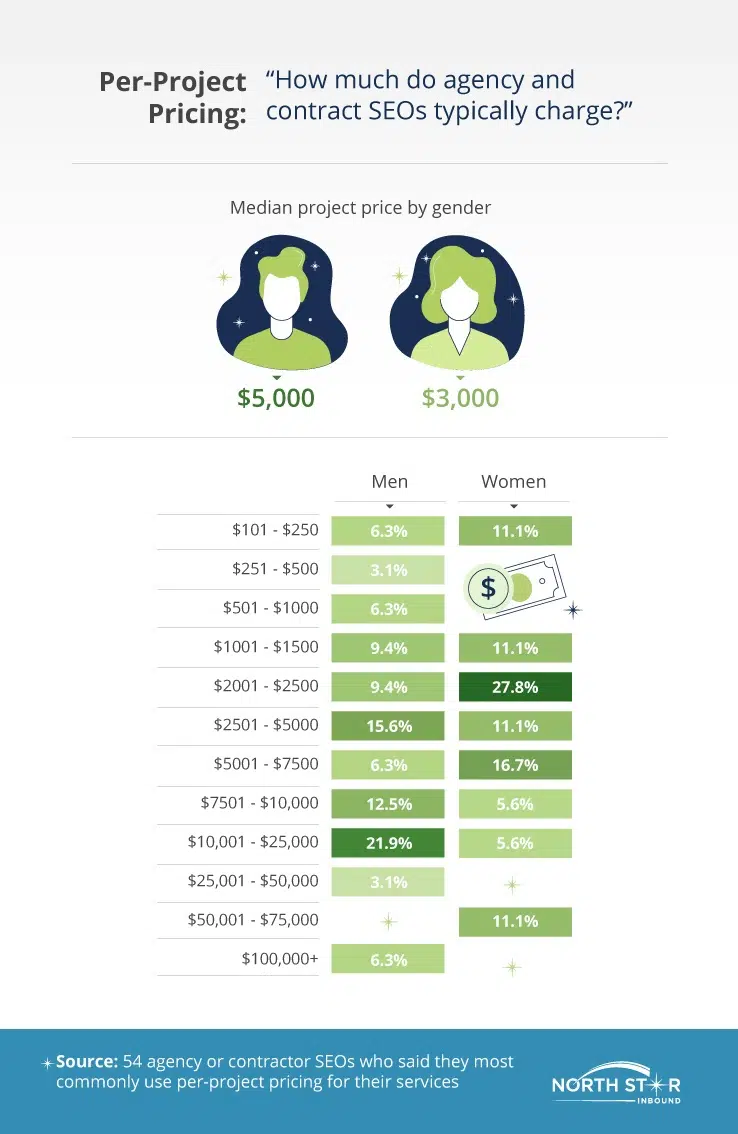 Per-Project
Pricing:
“How much do agency and
contract SEOs typically charge?”
Median project price by gender
$5,000
$3,000
Men
Women
$101 - $250
6.3%
11.1%
$251 - $500
3.1%
$
$501 - $1000
6.3%
$1001 - $1500
9.4%
11.1%
$2001 - $2500
9.4%
27.8%
$2501 - $5000
15.6%
11.1%
$5001 - $7500
6.3%
16.7%
$7501 - $10,000
12.5%
5.6%
$10,001 - $25,000
21.9%
5.6%
$25,001 - $50,000
3.1%
$50,001 - $75,000
11.1%
$100,000+
6.3%
Source: 54 agency or contractor SEOs who said they most
commonly use per-project pricing for their services
NORTH STAR
INBOUND